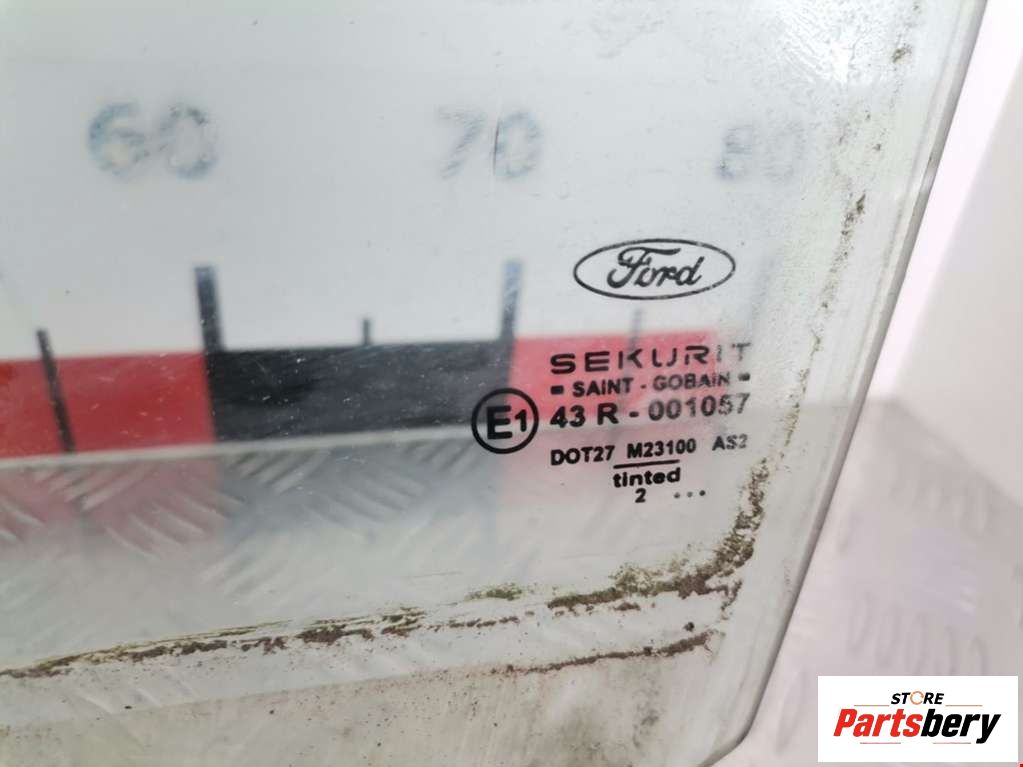 60 70 80
Ford
SEKURIT
SAINT - GOBAIN
E1 43 R - 001057
DOT27 M23100 AS2
tinted
2 ...
STORE
Partsbery